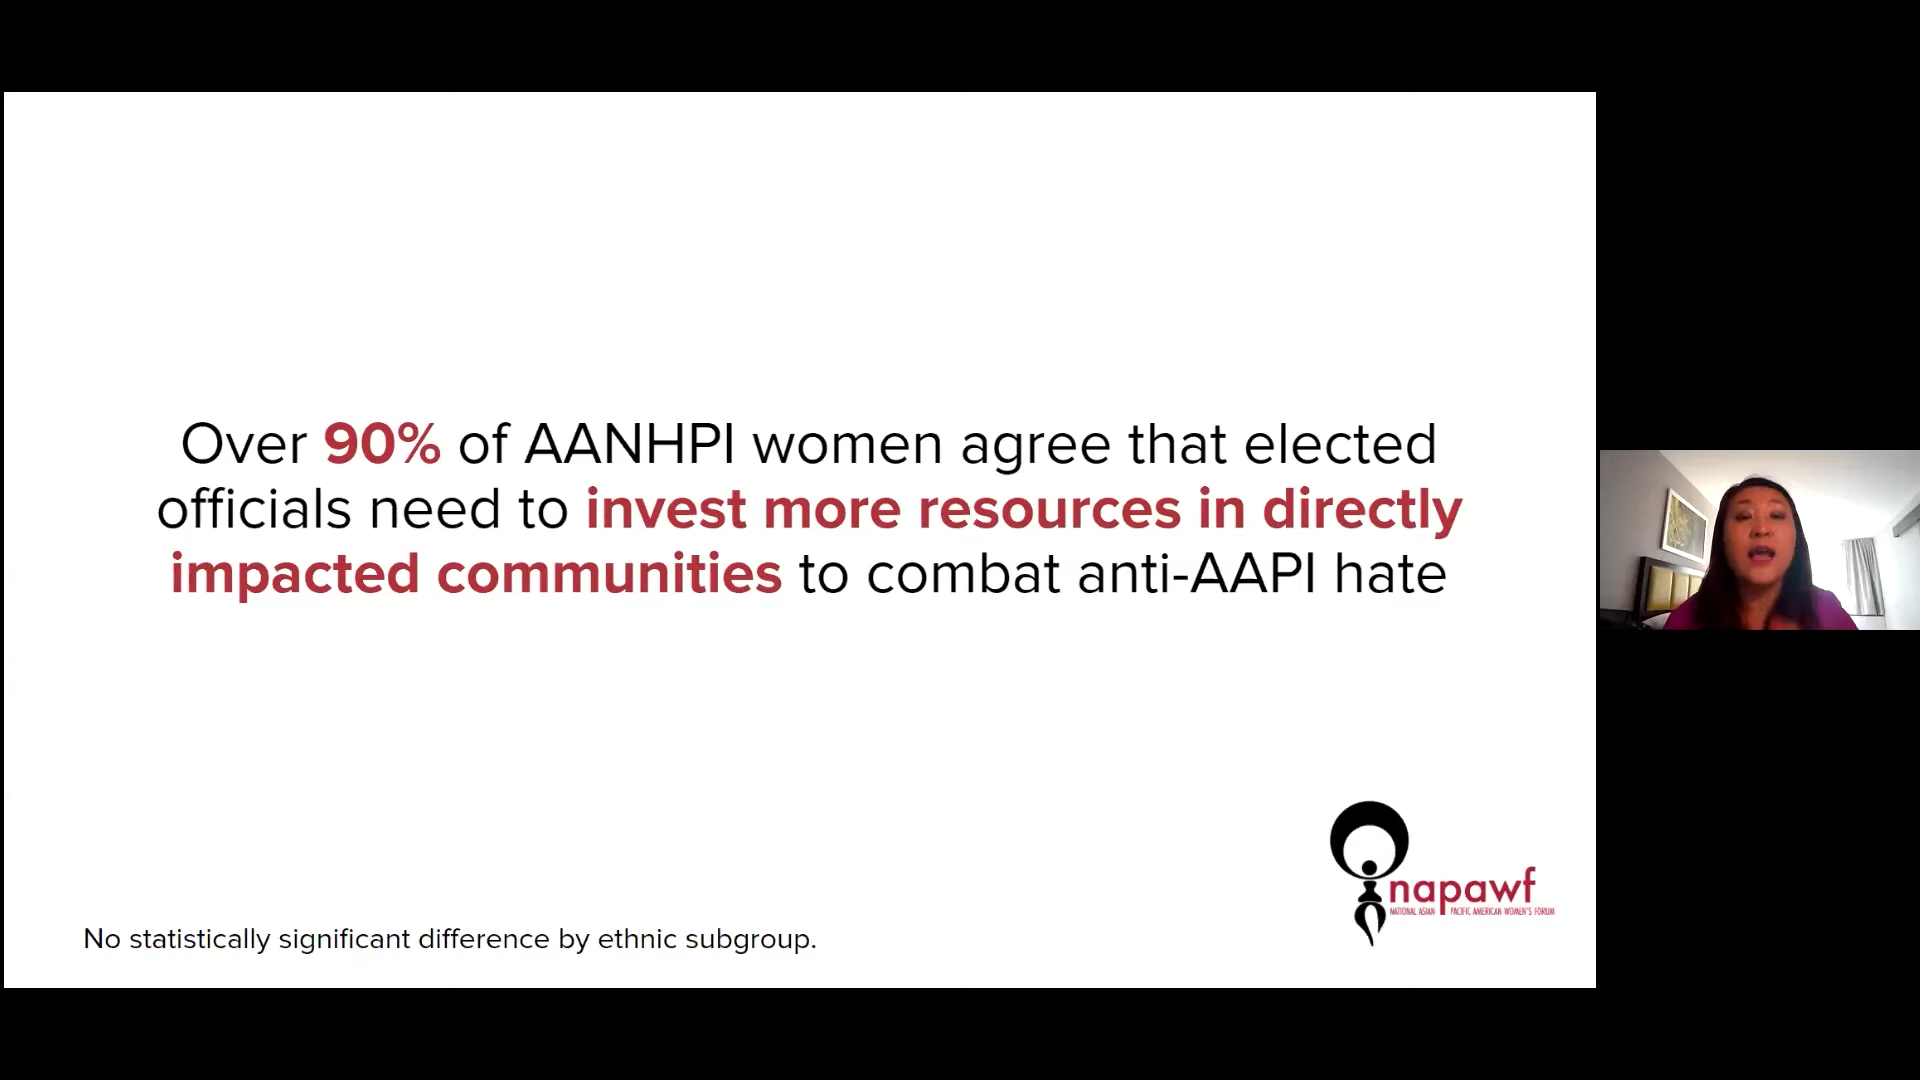 Over 90% of AANHPI women agree that elected
officials need to invest more resources in directly
impacted communities to combat anti-AAPI hate
napawf
NATIONAL ASIAN PACIFIC AMERICAN WOMEN'S FORUM
No statistically significant difference by ethnic subgroup.